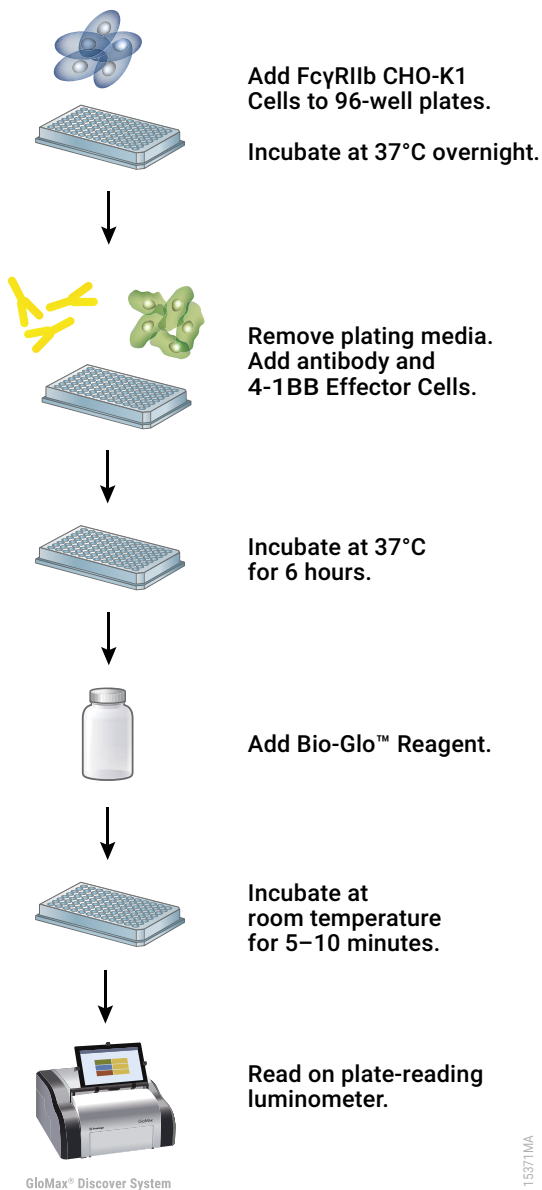 Add FcγRIIb CHO-K1
Cells to 96-well plates.
Incubate at 37°C overnight.
Remove plating media.
Add antibody and
4-1BB Effector Cells.
Incubate at 37°C
for 6 hours.
Add Bio-Glo™ Reagent.
Incubate at
room temperature
for 5–10 minutes.
Read on plate-reading
luminometer.
GloMax
GloMax® Discover System
15371MA